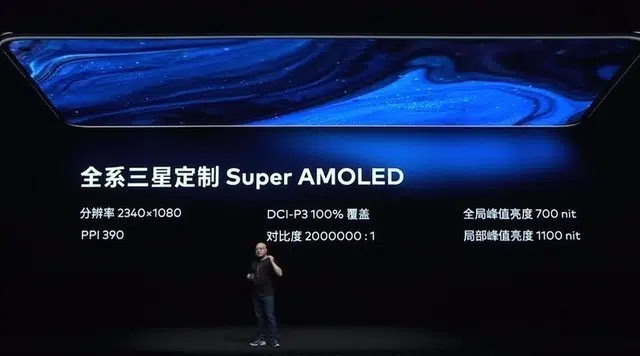 全系三星定制 Super AMOLED
分辨率 2340×1080
DCI-P3 100% 覆盖
全局峰值亮度 700 nit
PPI 390
对比度 2000000 : 1
局部峰值亮度 1100 nit